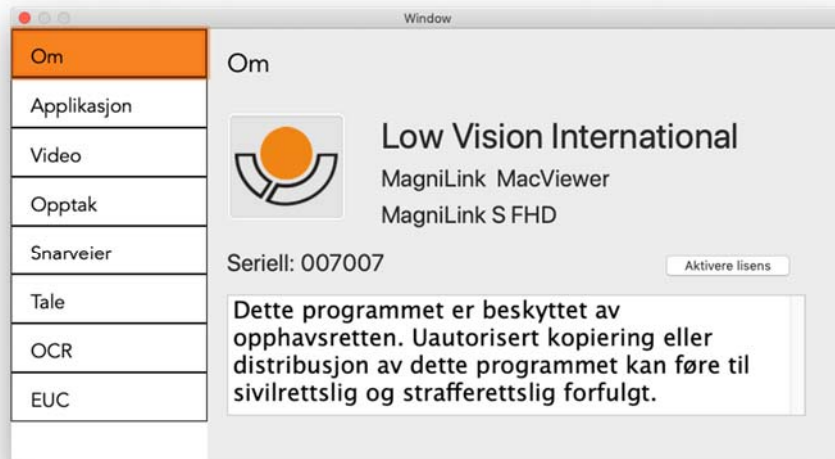 Window
Om
Applikasjon
Video
Opptak
Snarveier
Tale
OCR
EUC
Om
Low Vision International
MagniLink MacViewer
MagniLink S FHD
Seriell: 007007
Aktivere lisens
Dette programmet er beskyttet av
opphavsretten. Uautorisert kopiering eller
distribusjon av dette programmet kan føre til
sivilrettslig og strafferettslig forfulgt.